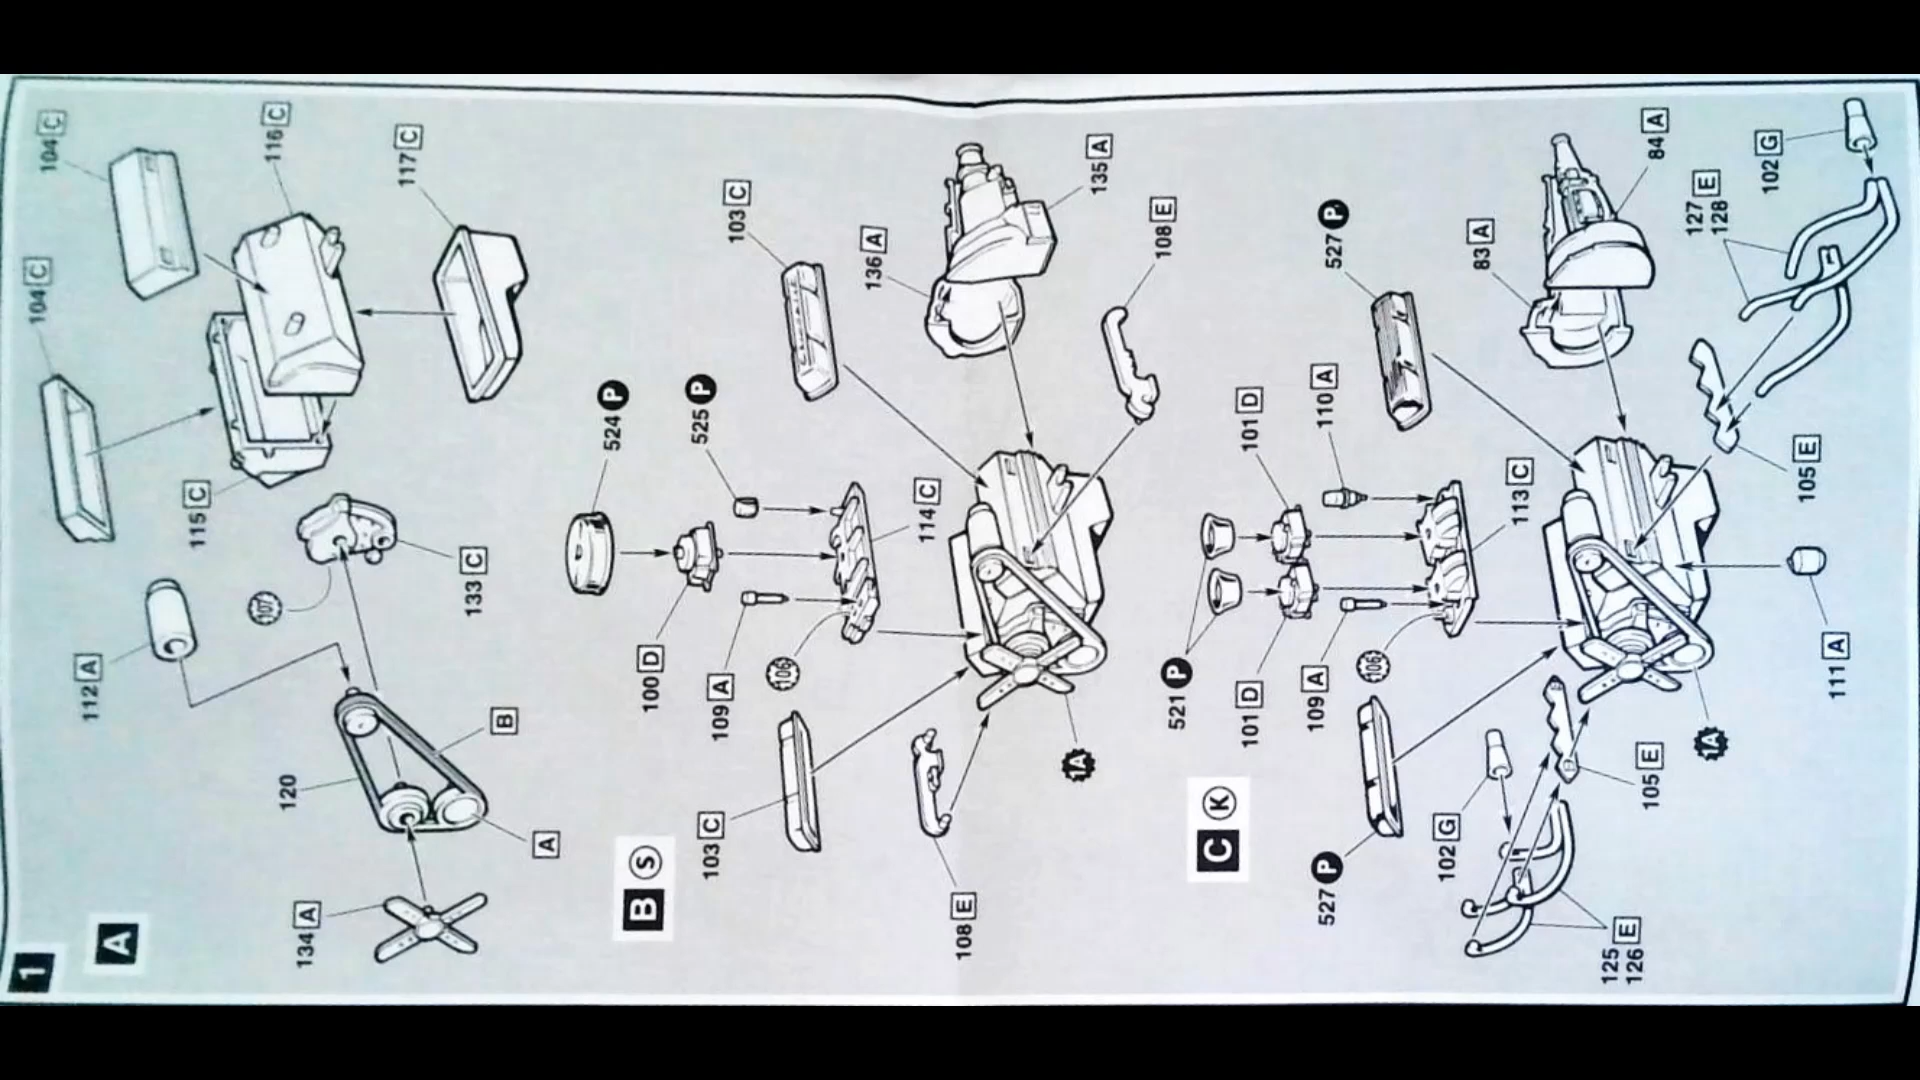 1
A
104 C
104 C
112 A
115 C
116 C
117 C
107
120
134 A
133 C
B
A
B S
524 P
100 D
525 P
109 A
103 C
103 C
106
136 A
114 C
108 E
135 A
1A
108 E
C K
521 P
101 D
101 D
109 A
110 A
527 P
527 P
106
102 G
83 A
113 C
125
126 E
105 E
84 A
1A
127
128 E
102 G
105 E
111 A